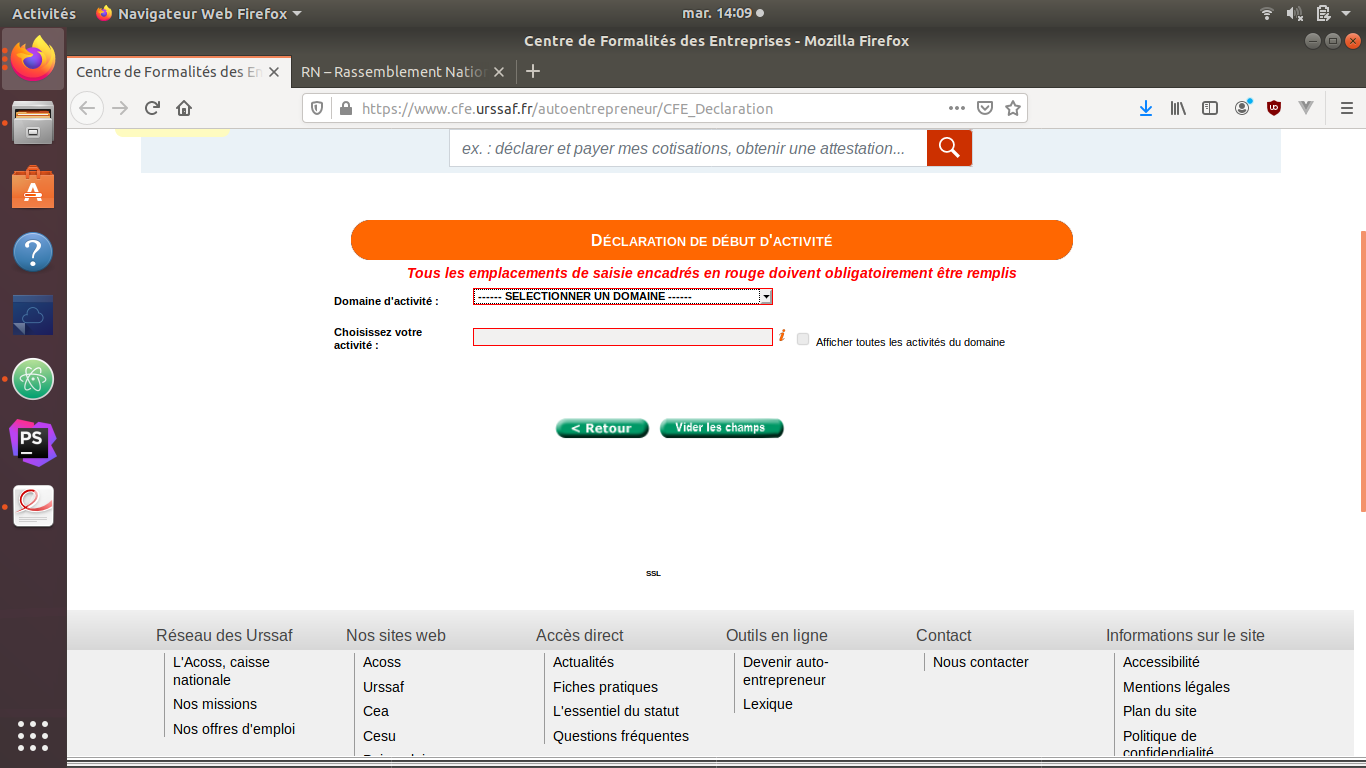 Activités
Navigateur Web Firefox
mar. 14:09
Centre de Formalités des Entreprises - Mozilla Firefox
Centre de Formalités des En
RN – Rassemblement Natio
https://www.cfe.urssaf.fr/autoentrepreneur/CFE_Declaration
ex. : déclarer et payer mes cotisations, obtenir une attestation...
DÉCLARATION DE DÉBUT D'ACTIVITÉ
Tous les emplacements de saisie encadrés en rouge doivent obligatoirement être remplis
Domaine d'activité :
------ SELECTIONNER UN DOMAINE ------
Choisissez votre
activité :
i
Afficher toutes les activités du domaine
< Retour
Vider les champs
PS
SSL
Réseau des Urssaf
L'Acoss, caisse
nationale
Nos missions
Nos offres d'emploi
Nos sites web
Acoss
Urssaf
Cea
Cesu
Accès direct
Actualités
Fiches pratiques
L'essentiel du statut
Questions fréquentes
Outils en ligne
Devenir auto-
entrepreneur
Lexique
Contact
Nous contacter
Informations sur le site
Accessibilité
Mentions légales
Plan du site
Politique de
confidendialité